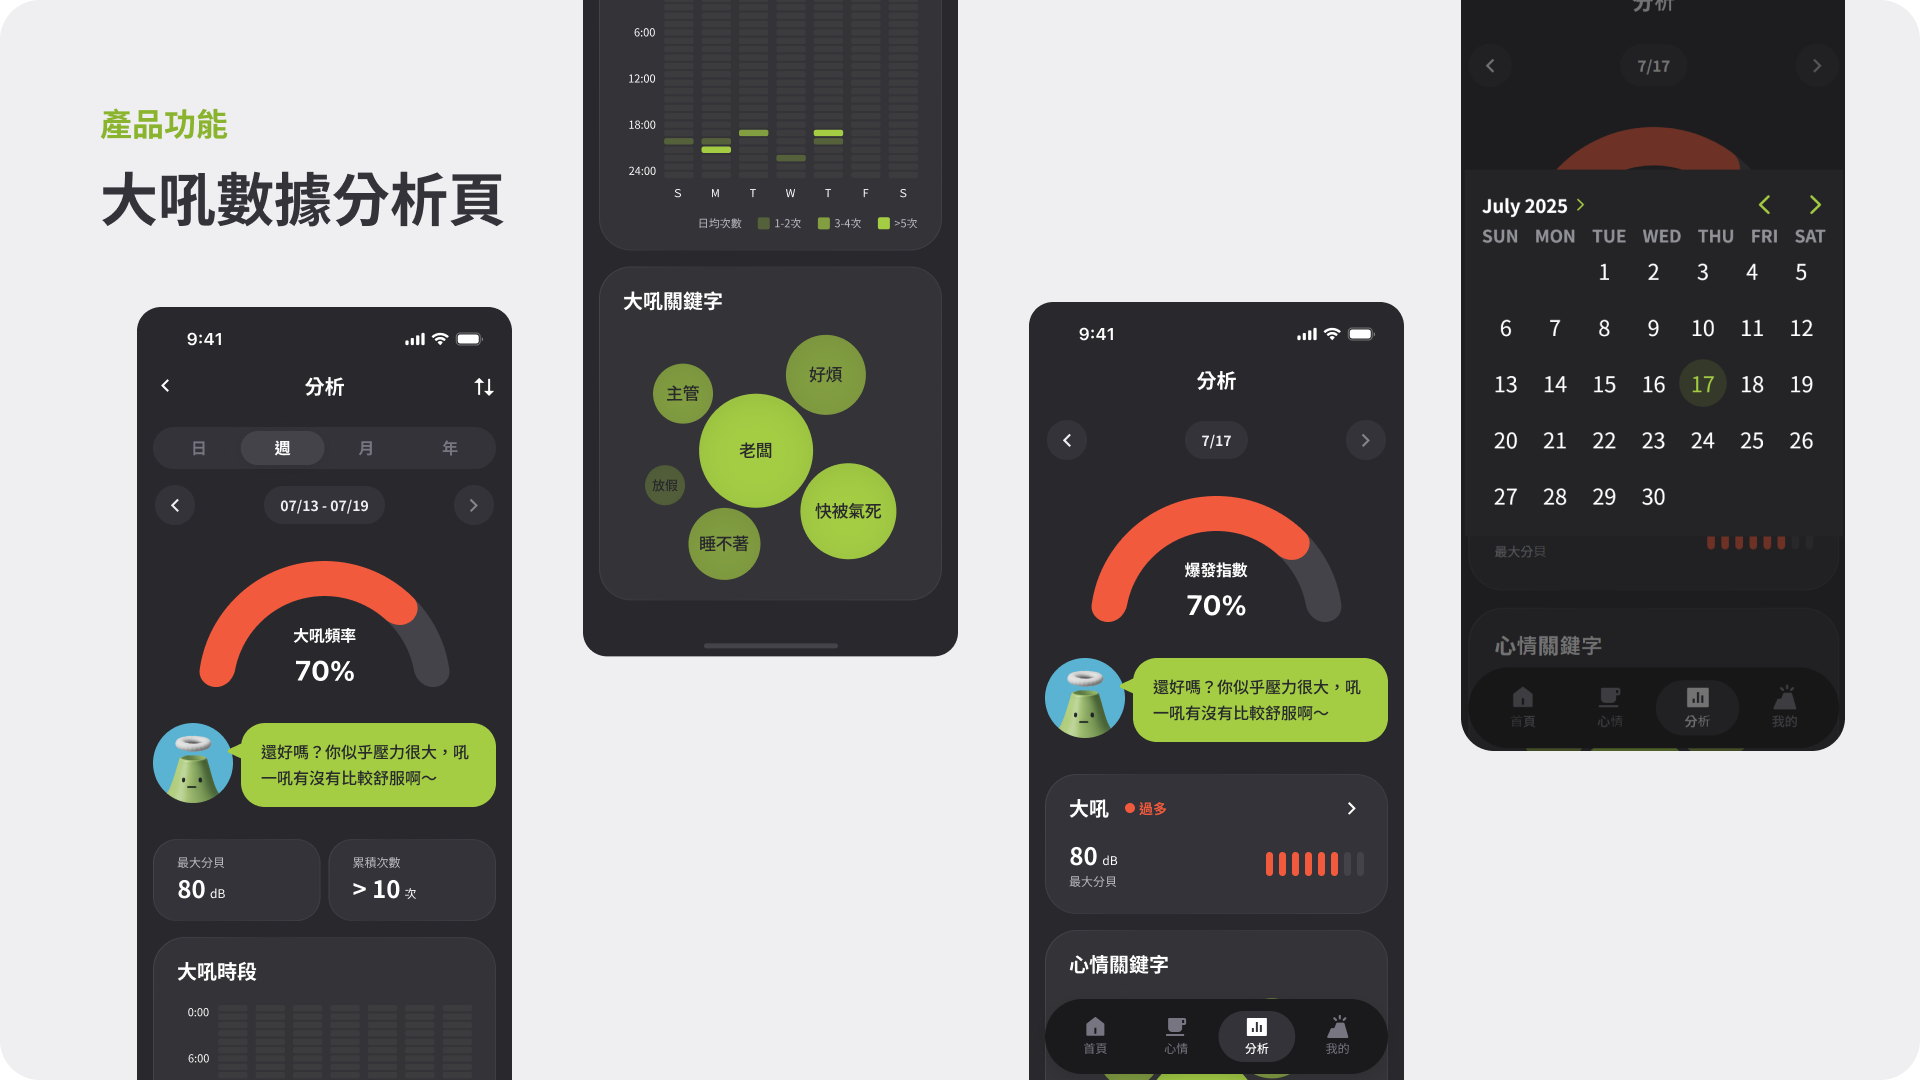 產品功能
大吼數據分析頁
9:41
分析
日 週 月 年
07/13 - 07/19
大吼頻率
70%
還好嗎？你似乎壓力很大，吼
一吼有沒有比較舒服啊～
最大分貝
80 dB
累積次數
> 10 次
大吼時段
0:00
6:00
6:00
12:00
18:00
24:00
S M T W T F S
日均次數 1-2次 3-4次 >5次
大吼關鍵字
主管
好煩
老闆
放假
快被氣死
睡不著
9:41
分析
7/17
爆發指數
70%
還好嗎？你似乎壓力很大，吼
一吼有沒有比較舒服啊～
大吼 過多
80 dB
最大分貝
心情關鍵字
首頁 心情 分析 我的
分析
7/17
July 2025
SUN MON TUE WED THU FRI SAT
1 2 3 4 5
6 7 8 9 10 11 12
13 14 15 16 17 18 19
20 21 22 23 24 25 26
27 28 29 30
最大分貝
心情關鍵字
首頁 心情 分析 我的